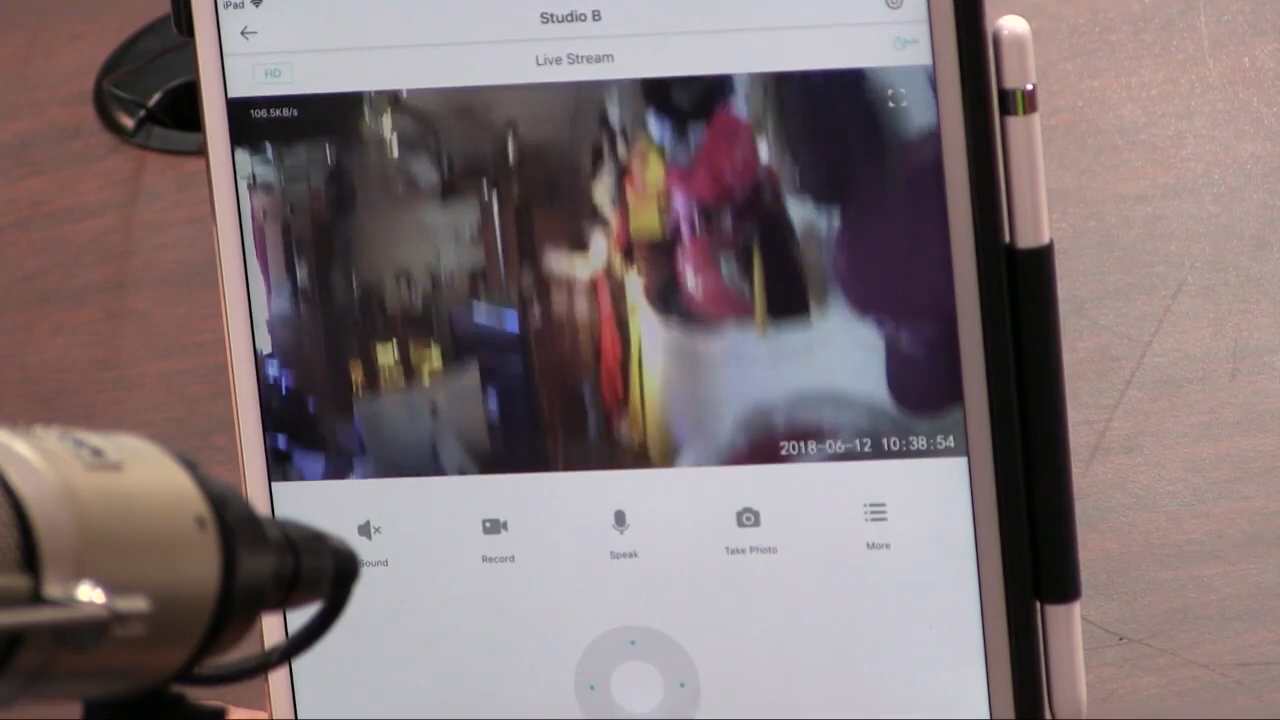 iPad
Studio B
HD
Live Stream
106.5KB/s
2018-06-12 10:38:54
Sound
Record
Speak
Take Photo
More